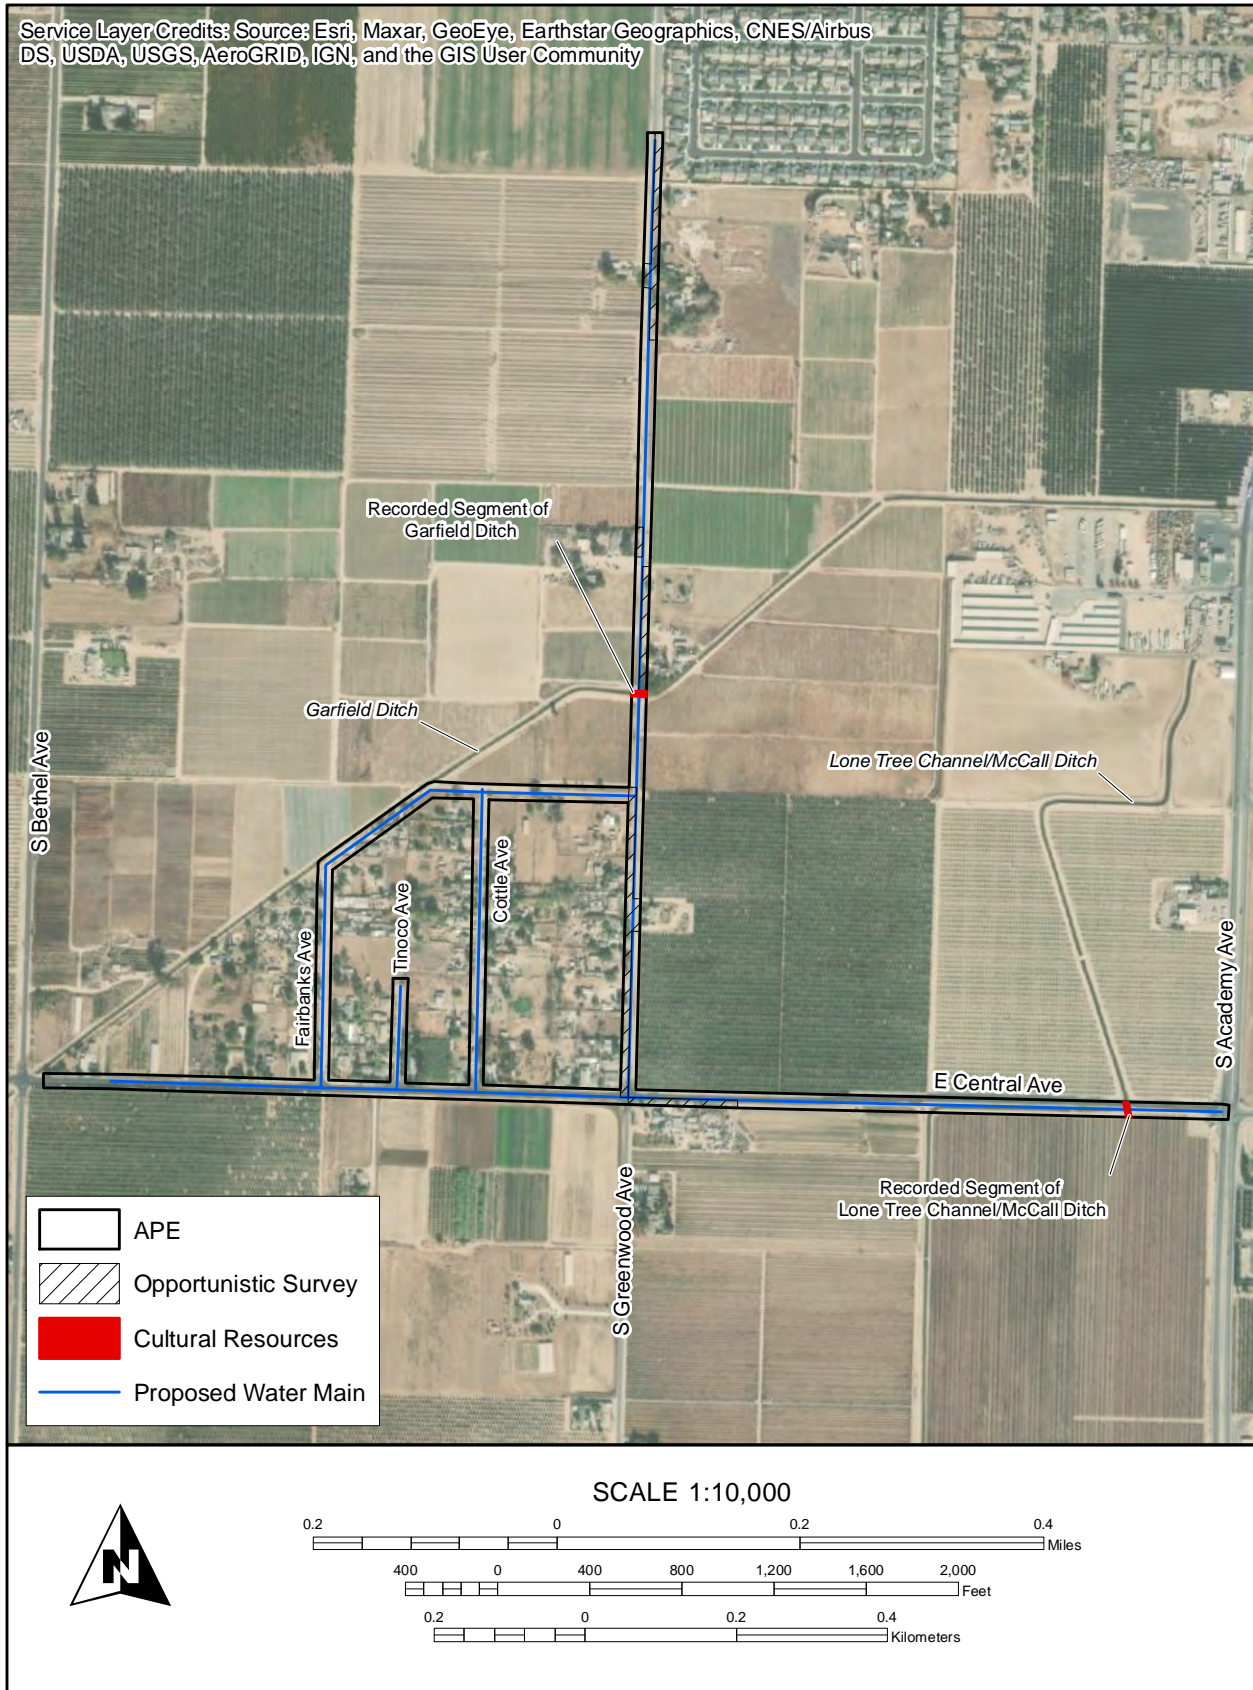 Service Layer Credits: Source: Esri, Maxar, GeoEye, Earthstar Geographics, CNES/Airbus
DS, USDA, USGS, AeroGRID, IGN, and the GIS User Community
Recorded Segment of
Garfield Ditch
Garfield Ditch
Lone Tree Channel/McCall Ditch
S Bethel Ave
Cottle Ave
Tinoco Ave
Fairbanks Ave
S Academy Ave
E Central Ave
Recorded Segment of
Lone Tree Channel/McCall Ditch
S Greenwood Ave
APE
Opportunistic Survey
Cultural Resources
Proposed Water Main
SCALE 1:10,000
0.2 0 0.2 0.4
Miles
400 0 400 800 1,200 1,600 2,000
Feet
0.2 0 0.2 0.4
Kilometers
N